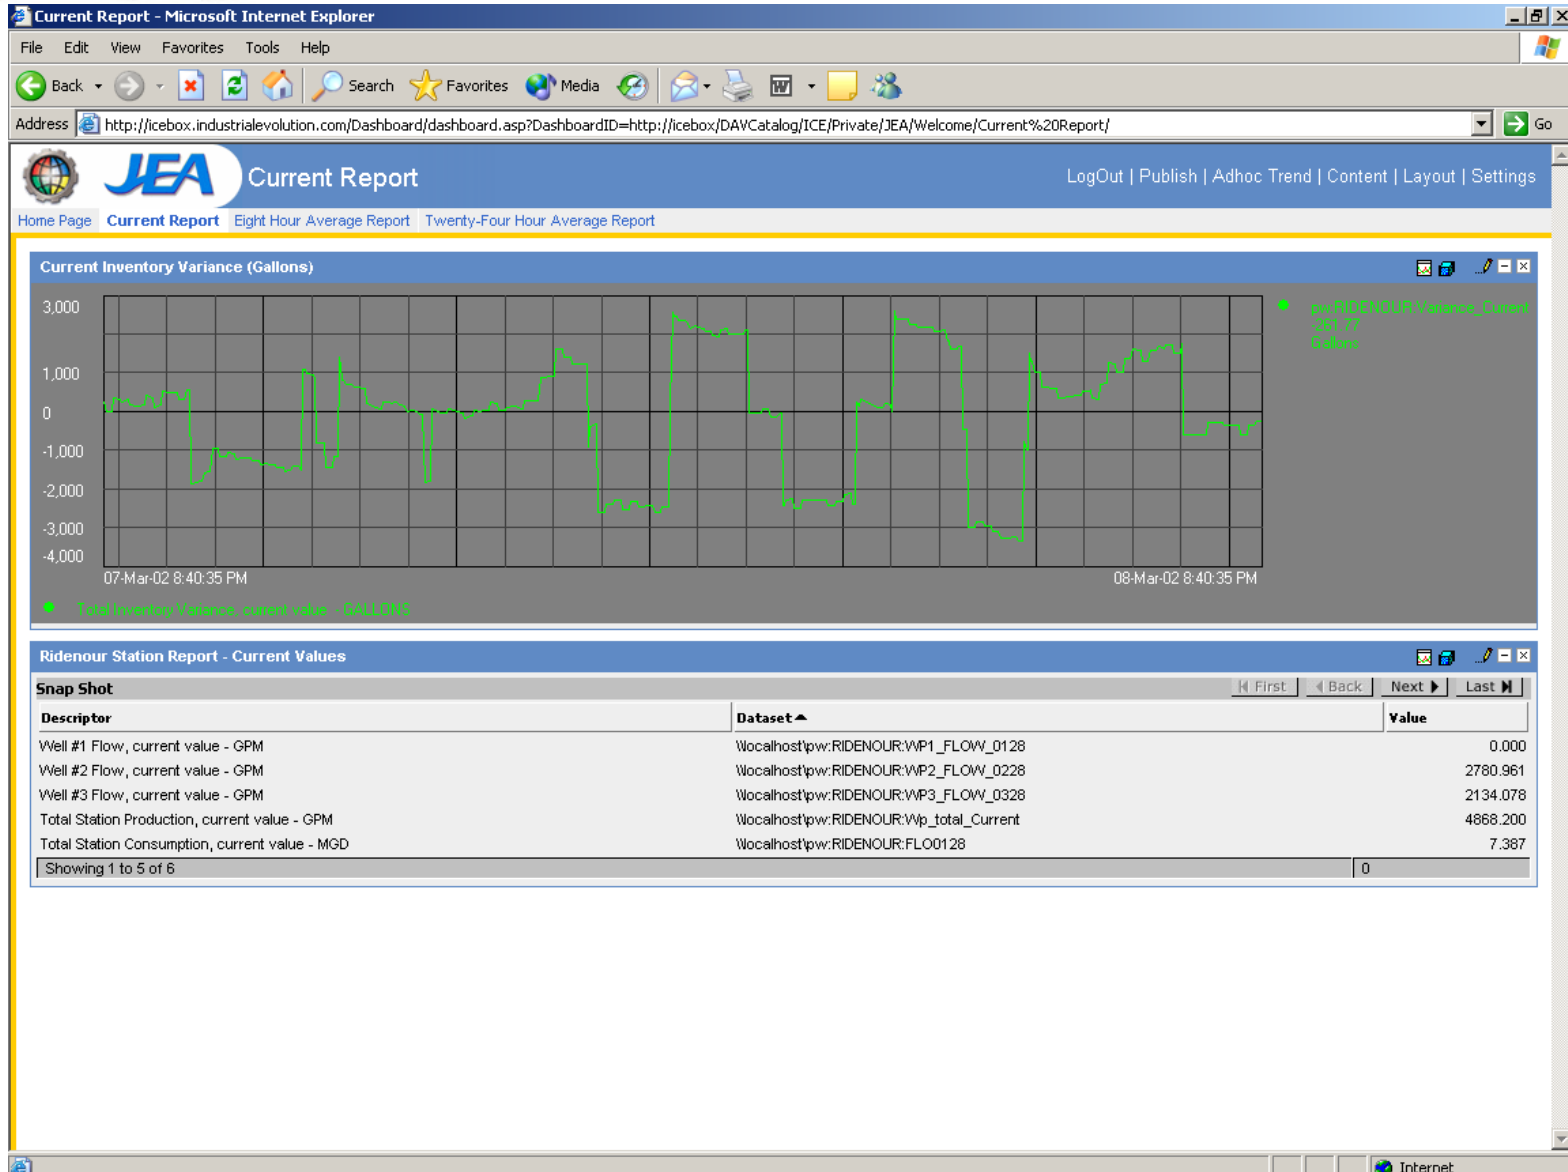 Current Report - Microsoft Internet Explorer
File Edit View Favorites Tools Help
Back Search Favorites Media
Address http://icebox.industrialevolution.com/Dashboard/dashboard.asp?DashboardID=http://icebox/DAVCatalog/ICE/Private/JEA/Welcome/Current%20Report/ Go
JEA Current Report LogOut | Publish | Adhoc Trend | Content | Layout | Settings
Home Page Current Report Eight Hour Average Report Twenty-Four Hour Average Report
Current Inventory Variance (Gallons)
3,000
1,000
0
-1,000
-2,000
-3,000
-4,000
07-Mar-02 8:40:35 PM 08-Mar-02 8:40:35 PM
pw:RIDENOUR:Variance_Current
-261.77
Gallons
Total Inventory Variance, current value - GALLONS
Ridenour Station Report - Current Values
Snap Shot First Back Next Last
Descriptor Dataset Value
Well #1 Flow, current value - GPM \\localhost\pw:RIDENOUR:WP1_FLOW_0128 0.000
Well #2 Flow, current value - GPM \\localhost\pw:RIDENOUR:WP2_FLOW_0228 2780.961
Well #3 Flow, current value - GPM \\localhost\pw:RIDENOUR:WP3_FLOW_0328 2134.078
Total Station Production, current value - GPM \\localhost\pw:RIDENOUR:Wp_total_Current 4868.200
Total Station Consumption, current value - MGD \\localhost\pw:RIDENOUR:FLO0128 7.387
Showing 1 to 5 of 6 0
Internet